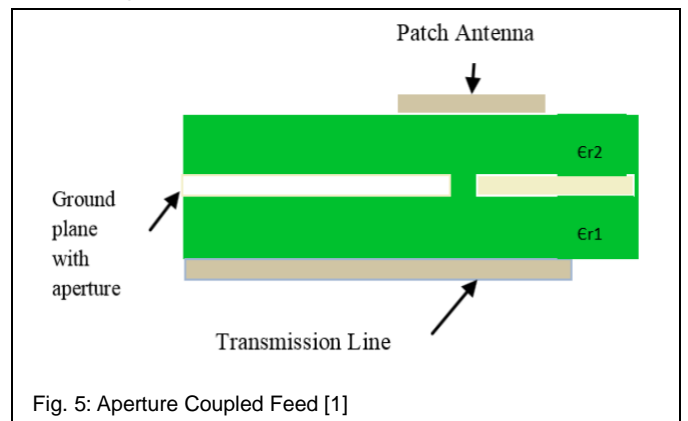 Patch Antenna
Єr2
Ground
plane
with
aperture
Єr1
Transmission Line
Fig. 5: Aperture Coupled Feed [1]